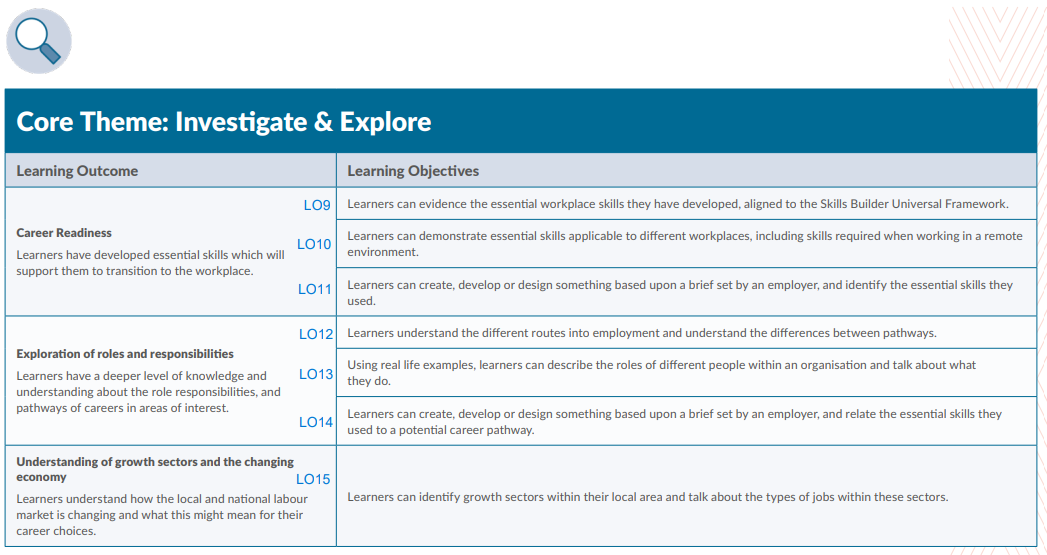 Core Theme: Investigate & Explore
Learning Outcome
Learning Objectives
Career Readiness
Learners have developed essential skills which will
support them to transition to the workplace.
LO9
Learners can evidence the essential workplace skills they have developed, aligned to the Skills Builder Universal Framework.
LO10
Learners can demonstrate essential skills applicable to different workplaces, including skills required when working in a remote
environment.
LO11
Learners can create, develop or design something based upon a brief set by an employer, and identify the essential skills they
used.
Exploration of roles and responsibilities
Learners have a deeper level of knowledge and
understanding about the role responsibilities, and
pathways of careers in areas of interest.
LO12
Learners understand the different routes into employment and understand the differences between pathways.
LO13
Using real life examples, learners can describe the roles of different people within an organisation and talk about what
they do.
LO14
Learners can create, develop or design something based upon a brief set by an employer, and relate the essential skills they
used to a potential career pathway.
Understanding of growth sectors and the changing
economy
Learners understand how the local and national labour
market is changing and what this might mean for their
career choices.
LO15
Learners can identify growth sectors within their local area and talk about the types of jobs within these sectors.